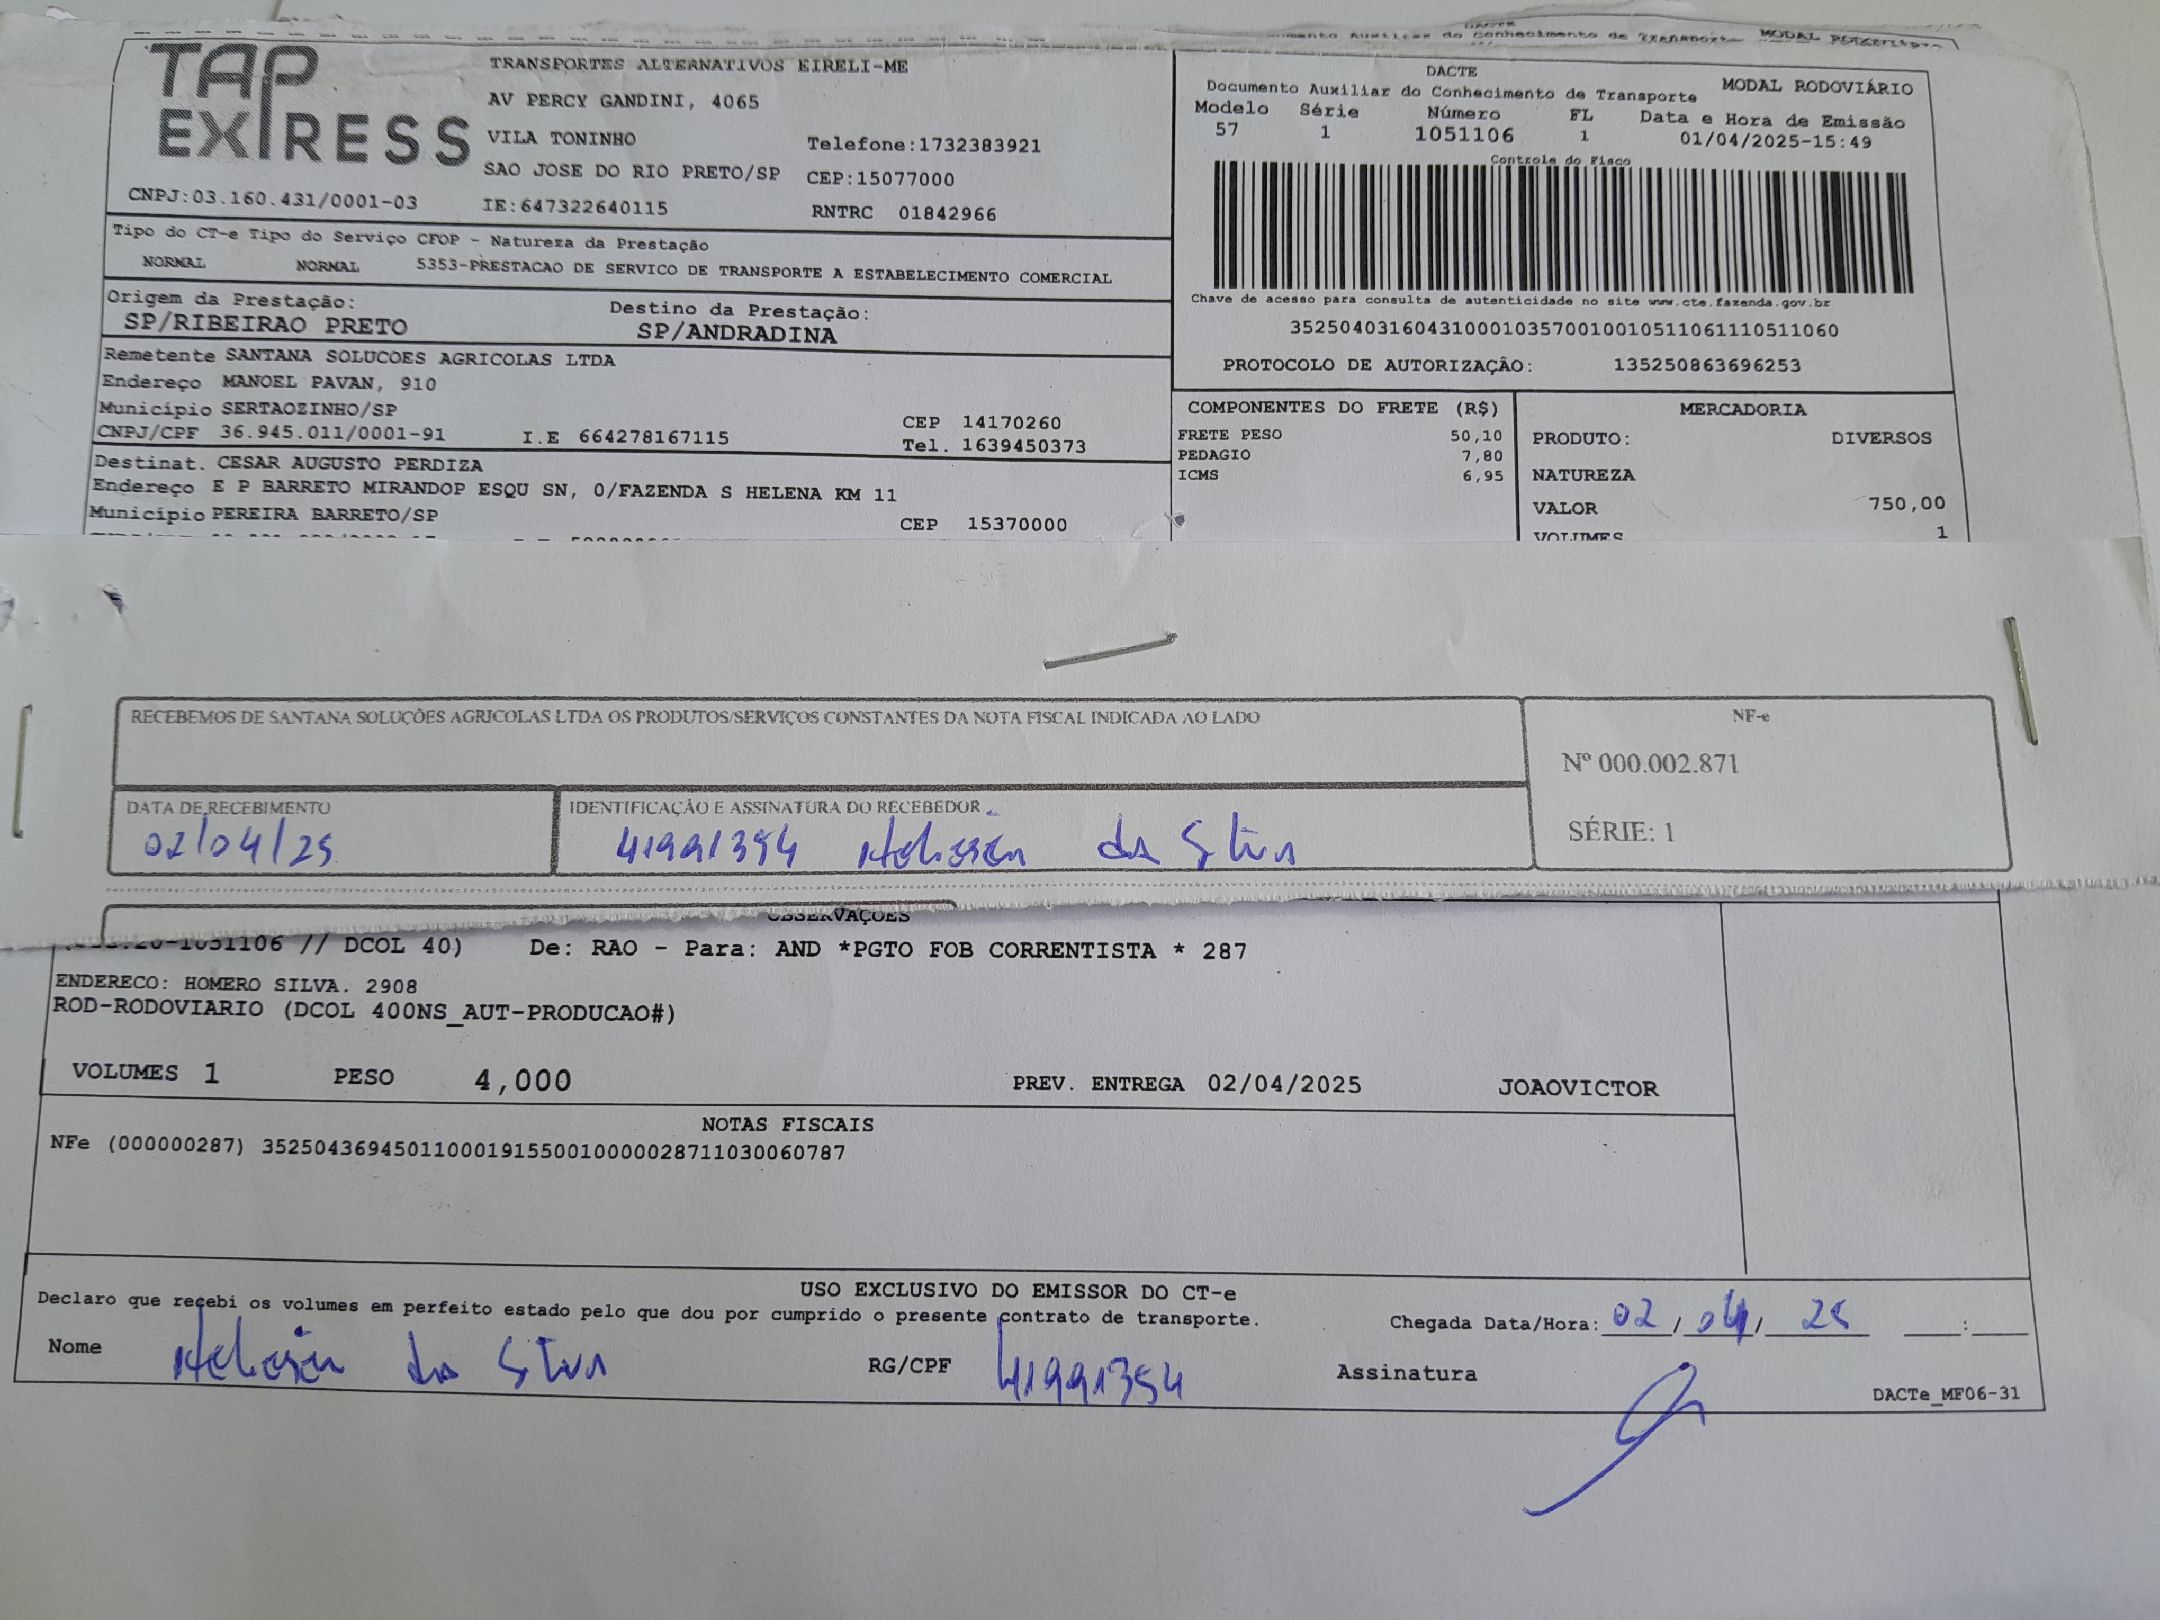 TAP EXPRESS
TRANSPORTES ALTERNATIVOS EIRELI-ME
AV PERCY GANDINI, 4065
VILA TONINHO
Telefone:1732383921
SAO JOSE DO RIO PRETO/SP
CEP:15077000
CNPJ:03.160.431/0001-03
IE:647322640115
RNTRC 01842966
DACTE
MODAL RODOVIÁRIO
Documento Auxiliar do Conhecimento de Transporte
Modelo Série Número FL Data e Hora de Emissão
57 1 1051106 1 01/04/2025-15:49
Controle do Fisco
Chave de acesso para consulta de autenticidade no site www.cte.fazenda.gov.br
35250403160431000103570010010511061110511060
PROTOCOLO DE AUTORIZAÇÃO: 135250863696253
Tipo do CT-e Tipo do Serviço CFOP - Natureza da Prestação
NORMAL NORMAL 5353-PRESTACAO DE SERVICO DE TRANSPORTE A ESTABELECIMENTO COMERCIAL
Origem da Prestação: Destino da Prestação:
SP/RIBEIRAO PRETO SP/ANDRADINA
Remetente SANTANA SOLUCOES AGRICOLAS LTDA
Endereço MANOEL PAVAN, 910
Município SERTAOZINHO/SP CEP 14170260
CNPJ/CPF 36.945.011/0001-91 I.E 664278167115 Tel. 1639450373
Destinat. CESAR AUGUSTO PERDIZA
Endereço E P BARRETO MIRANDOP ESQU SN, 0/FAZENDA S HELENA KM 11
Município PEREIRA BARRETO/SP CEP 15370000
COMPONENTES DO FRETE (R$)
FRETE PESO 50,10
PEDAGIO 7,80
ICMS 6,95
MERCADORIA
PRODUTO: DIVERSOS
NATUREZA
VALOR 750,00
VOLUMES 1
RECEBEMOS DE SANTANA SOLUÇÕES AGRICOLAS LTDA OS PRODUTOS/SERVIÇOS CONSTANTES DA NOTA FISCAL INDICADA AO LADO
NF-e
Nº 000.002.871
SÉRIE: 1
DATA DE RECEBIMENTO
02/04/25
IDENTIFICAÇÃO E ASSINATURA DO RECEBEDOR
41991354 da Silva
OBSERVAÇÕES
1051106 // DCOL 40) De: RAO - Para: AND *PGTO FOB CORRENTISTA * 287
ENDERECO: HOMERO SILVA. 2908
ROD-RODOVIARIO (DCOL 400NS_AUT-PRODUCAO#)
VOLUMES 1 PESO 4,000 PREV. ENTREGA 02/04/2025 JOAOVICTOR
NOTAS FISCAIS
NFe (000000287) 35250436945011000191550010000028711030060787
USO EXCLUSIVO DO EMISSOR DO CT-e
Declaro que recebi os volumes em perfeito estado pelo que dou por cumprido o presente contrato de transporte.
Chegada Data/Hora: 02/04/25 :
Nome da Silva RG/CPF 41991354 Assinatura
DACTe_MF06-31